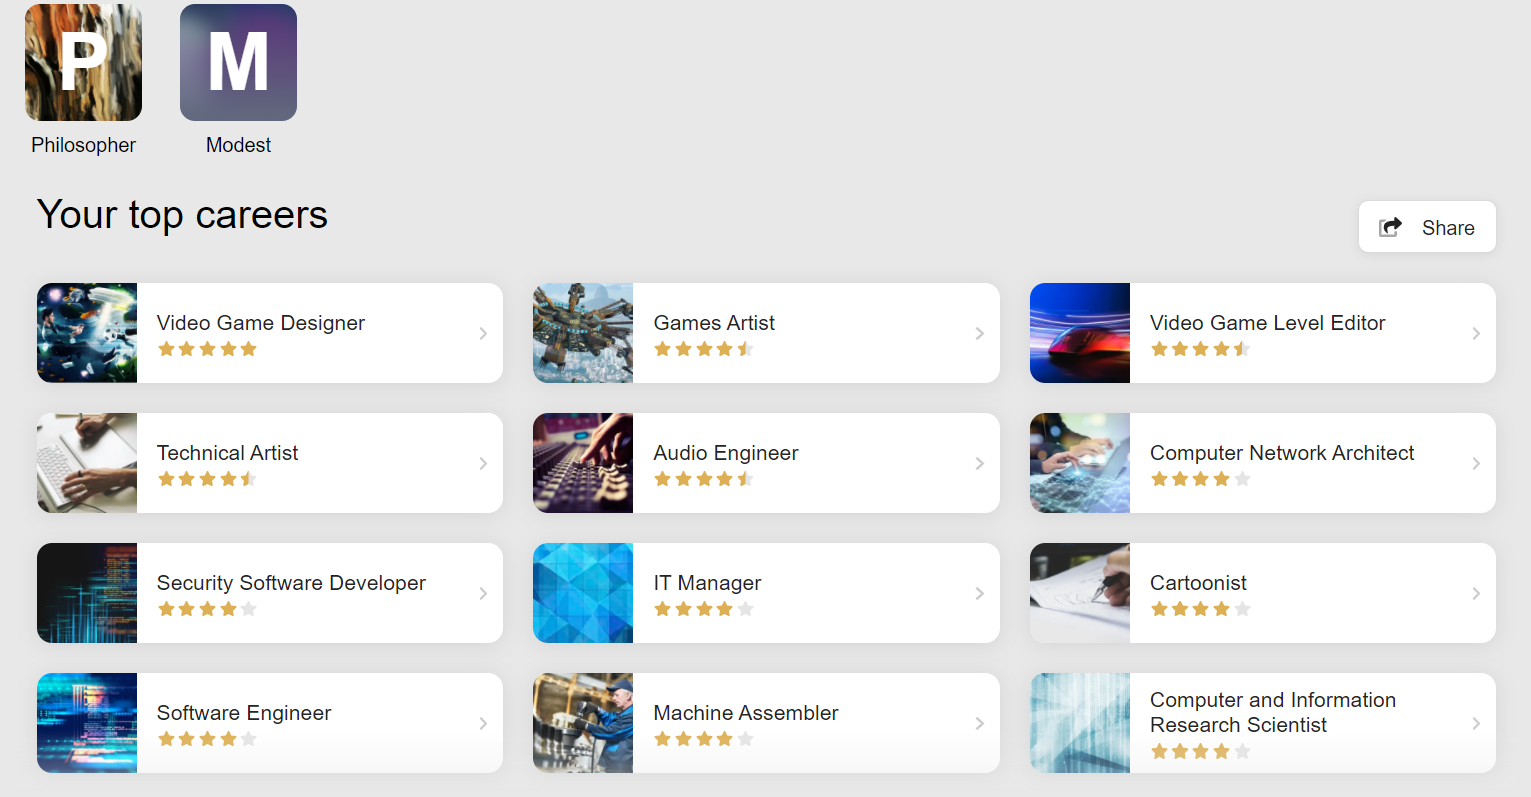 P
M
Philosopher
Modest
Your top careers
Share
Video Game Designer
Games Artist
Video Game Level Editor
Technical Artist
Audio Engineer
Computer Network Architect
Security Software Developer
IT Manager
Cartoonist
Software Engineer
Machine Assembler
Computer and Information
Research Scientist